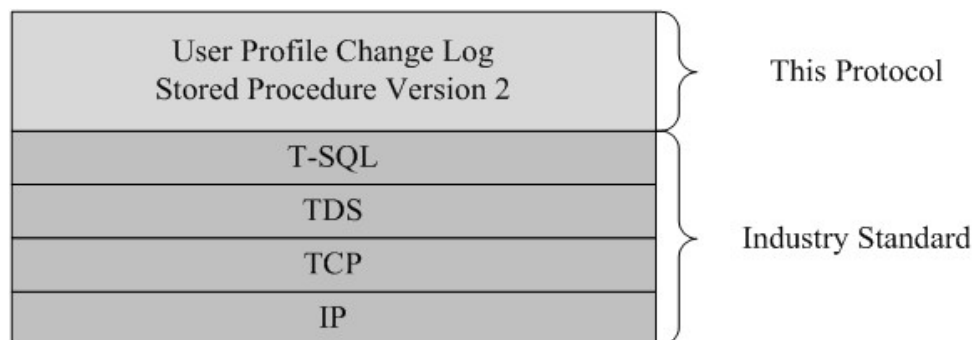 User Profile Change Log
Stored Procedure Version 2
This Protocol
T-SQL
TDS
TCP
IP
Industry Standard